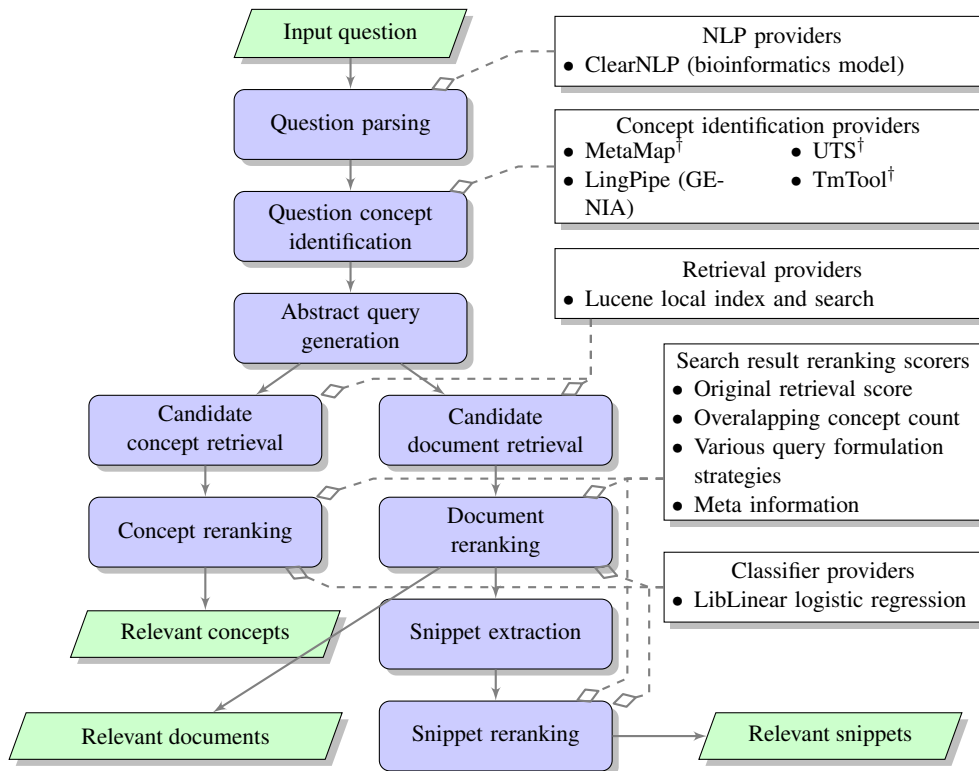 Input question
NLP providers
• ClearNLP (bioinformatics model)
Question parsing
Concept identification providers
• MetaMap†
• UTS†
• LingPipe (GE-
NIA)
• TmTool†
Question concept
identification
Retrieval providers
• Lucene local index and search
Abstract query
generation
Search result reranking scorers
• Original retrieval score
• Overalapping concept count
• Various query formulation
strategies
• Meta information
Candidate
concept retrieval
Candidate
document retrieval
Concept reranking
Document
reranking
Classifier providers
• LibLinear logistic regression
Relevant concepts
Snippet extraction
Relevant documents
Snippet reranking
Relevant snippets